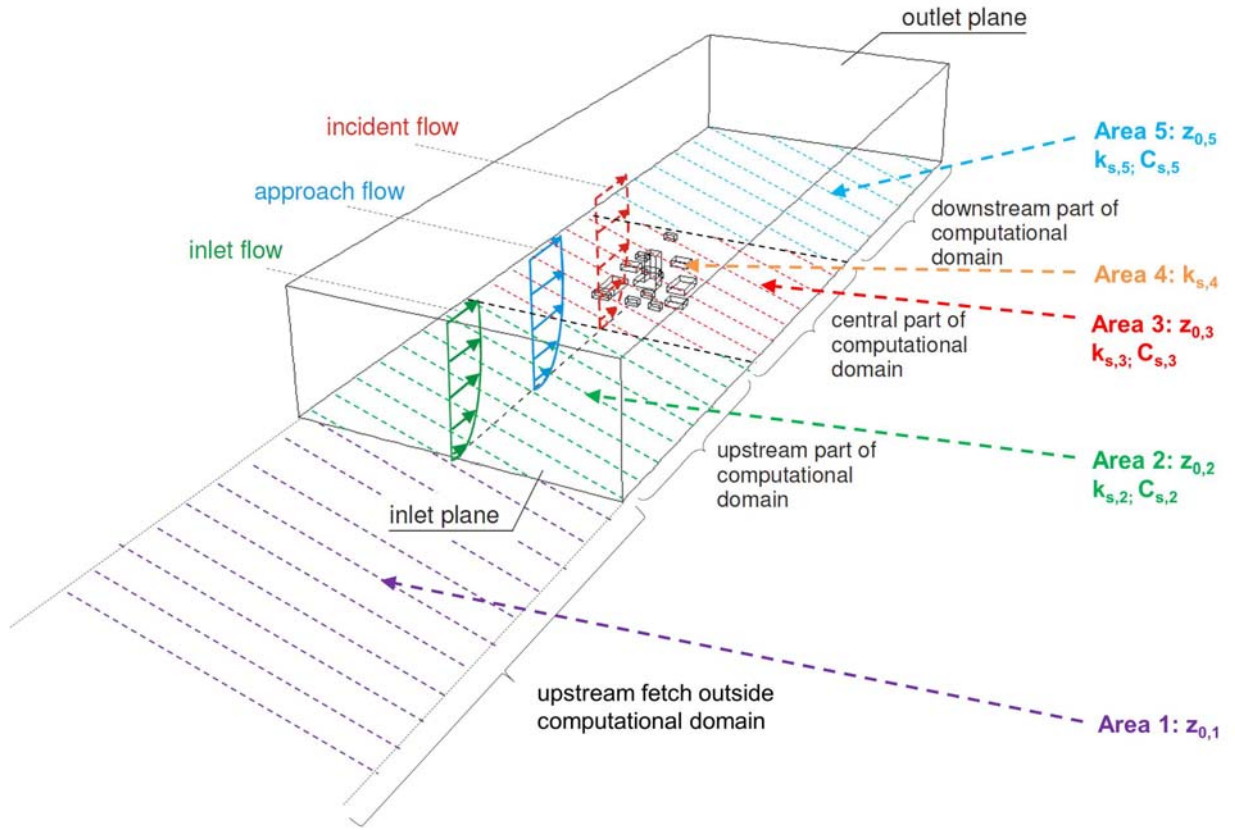 outlet plane
incident flow
approach flow
inlet flow
Area 5: z0,5
ks,5; Cs,5
downstream part of
computational
domain
Area 4: ks,4
Area 3: z0,3
ks,3; Cs,3
central part of
computational
domain
Area 2: z0,2
ks,2; Cs,2
upstream part of
computational
domain
inlet plane
upstream fetch outside
computational domain
Area 1: z0,1